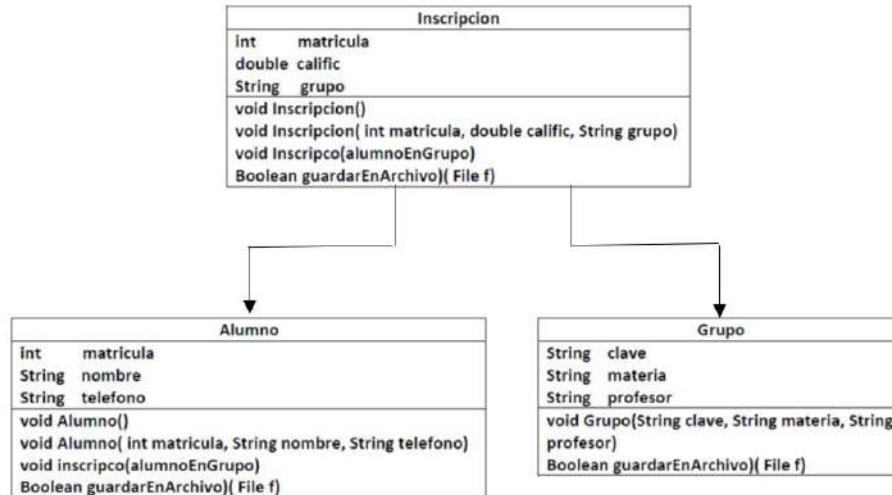 Inscripcion
int matricula
double calific
String grupo
void Inscripcion()
void Inscripcion( int matricula, double calific, String grupo)
void Inscripco(alumnoEnGrupo)
Boolean guardarEnArchivo)( File f)
Alumno
int matricula
String nombre
String telefono
void Alumno()
void Alumno( int matricula, String nombre, String telefono)
void inscripco(alumnoEnGrupo)
Boolean guardarEnArchivo)( File f)
Grupo
String clave
String materia
String profesor
void Grupo(String clave, String materia, String
profesor)
Boolean guardarEnArchivo)( File f)